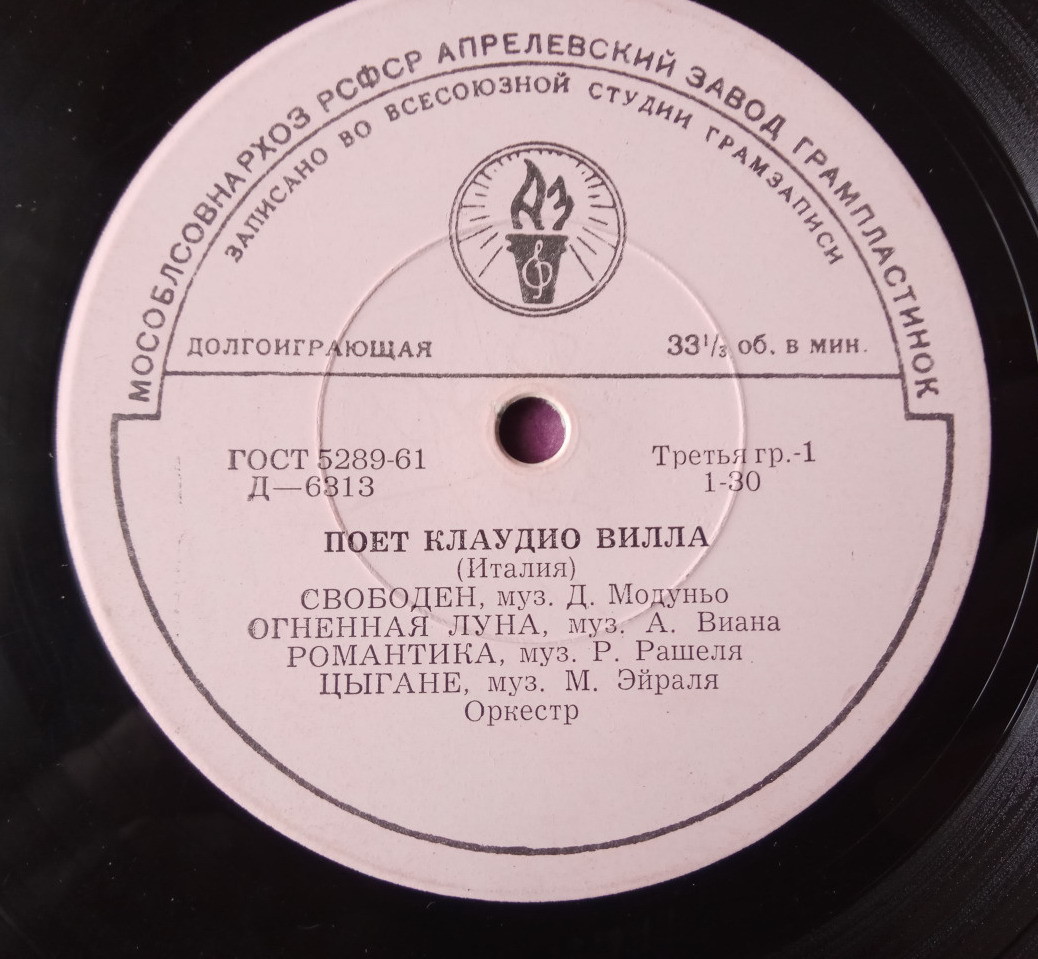 МОСОБЛСОВНАРХОЗ РСФСР АПРЕЛЕВСКИЙ ЗАВОД ГРАМПЛАСТИНОК
ЗАПИСАНО ВО ВСЕСОЮЗНОЙ СТУДИИ ГРАМЗАПИСИ
АЗ
ДОЛГОИГРАЮЩАЯ 33 1/3 об. в мин.
ГОСТ 5289-61 Третья гр.-1
Д—6313 1-30
ПОЕТ КЛАУДИО ВИЛЛА
(Италия)
СВОБОДЕН, муз. Д. Модуньо
ОГНЕННАЯ ЛУНА, муз. А. Виана
РОМАНТИКА, муз. Р. Рашеля
ЦЫГАНЕ, муз. М. Эйраля
Оркестр